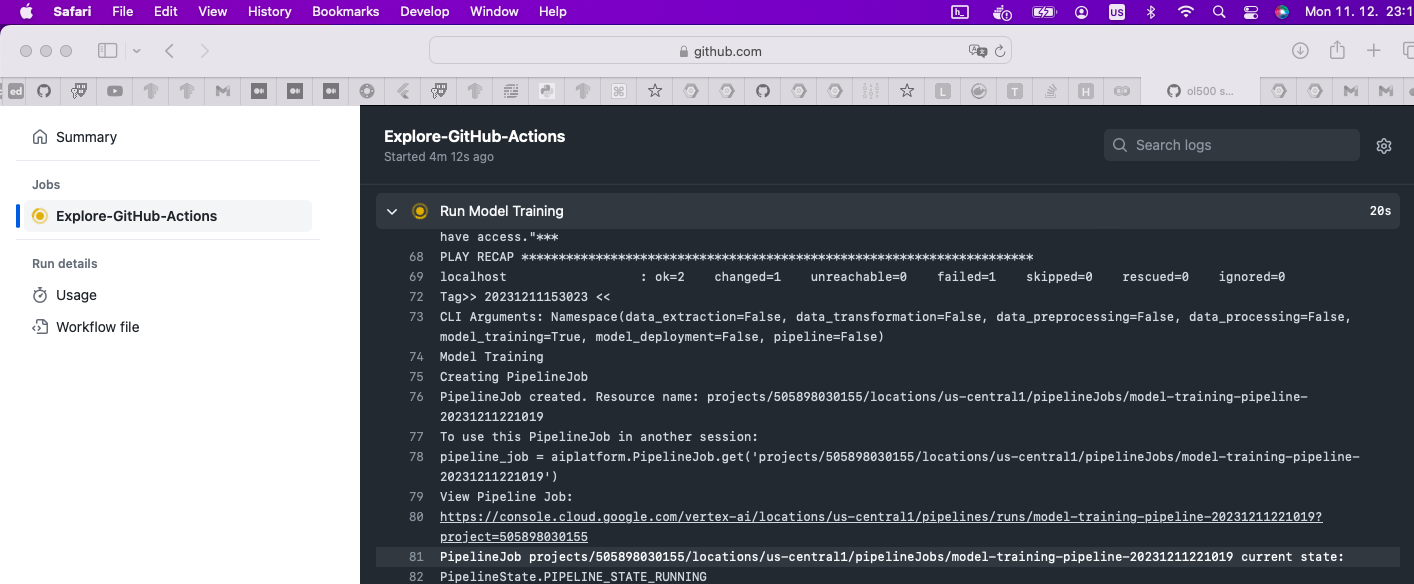 Safari File Edit View History Bookmarks Develop Window Help US Mon 11. 12. 23:1
github.com
ed M L T H ol500 s... M M
Summary
Jobs
Explore-GitHub-Actions
Run details
Usage
Workflow file
Explore-GitHub-Actions
Started 4m 12s ago
Search logs
Run Model Training 20s
have access."***
68 PLAY RECAP *********************************************************************
69 localhost : ok=2 changed=1 unreachable=0 failed=1 skipped=0 rescued=0 ignored=0
72 Tag>> 20231211153023 <<
73 CLI Arguments: Namespace(data_extraction=False, data_transformation=False, data_preprocessing=False, data_processing=False,
model_training=True, model_deployment=False, pipeline=False)
74 Model Training
75 Creating PipelineJob
76 PipelineJob created. Resource name: projects/505898030155/locations/us-central1/pipelineJobs/model-training-pipeline-
20231211221019
77 To use this PipelineJob in another session:
78 pipeline_job = aiplatform.PipelineJob.get('projects/505898030155/locations/us-central1/pipelineJobs/model-training-pipeline-
20231211221019')
79 View Pipeline Job:
80 https://console.cloud.google.com/vertex-ai/locations/us-central1/pipelines/runs/model-training-pipeline-20231211221019?
project=505898030155
81 PipelineJob projects/505898030155/locations/us-central1/pipelineJobs/model-training-pipeline-20231211221019 current state:
82 PipelineState.PIPELINE_STATE_RUNNING